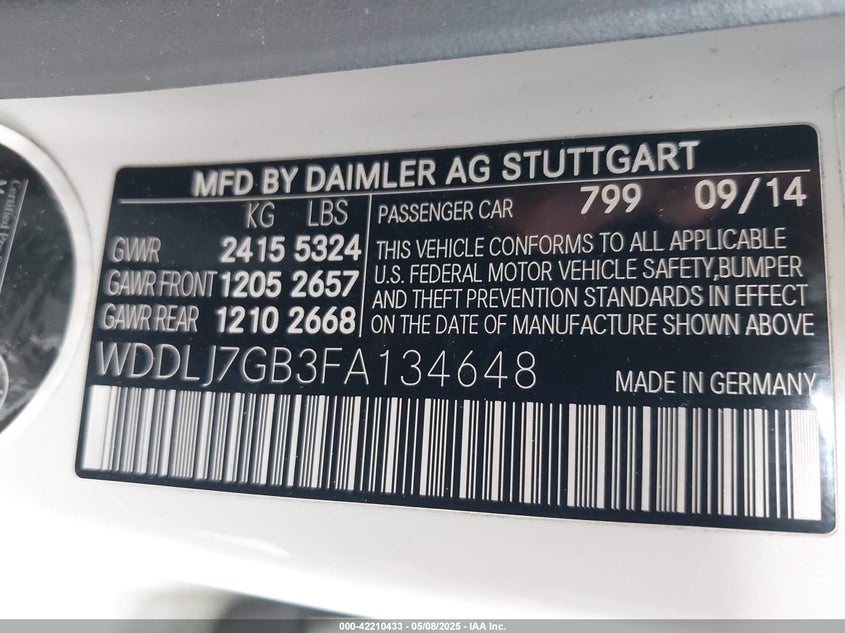 MFD BY DAIMLER AG STUTTGART
KG LBS
GVWR 2415 5324
GAWR FRONT 1205 2657
GAWR REAR 1210 2668
PASSENGER CAR 799 09/14
THIS VEHICLE CONFORMS TO ALL APPLICABLE
U.S. FEDERAL MOTOR VEHICLE SAFETY,BUMPER
AND THEFT PREVENTION STANDARDS IN EFFECT
ON THE DATE OF MANUFACTURE SHOWN ABOVE
WDDLJ7GB3FA134648 MADE IN GERMANY
Certified
000-42210433 - 05/08/2025 - IAA Inc.